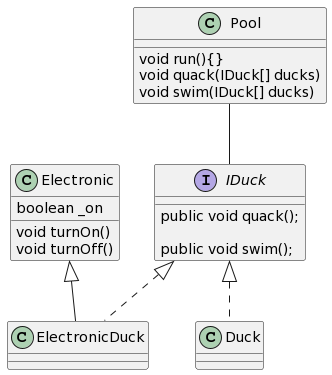 C Pool
void run(){}
void quack(IDuck[] ducks)
void swim(IDuck[] ducks)
C Electronic
boolean _on
void turnOn()
void turnOff()
I IDuck
public void quack();
public void swim();
C ElectronicDuck
C Duck